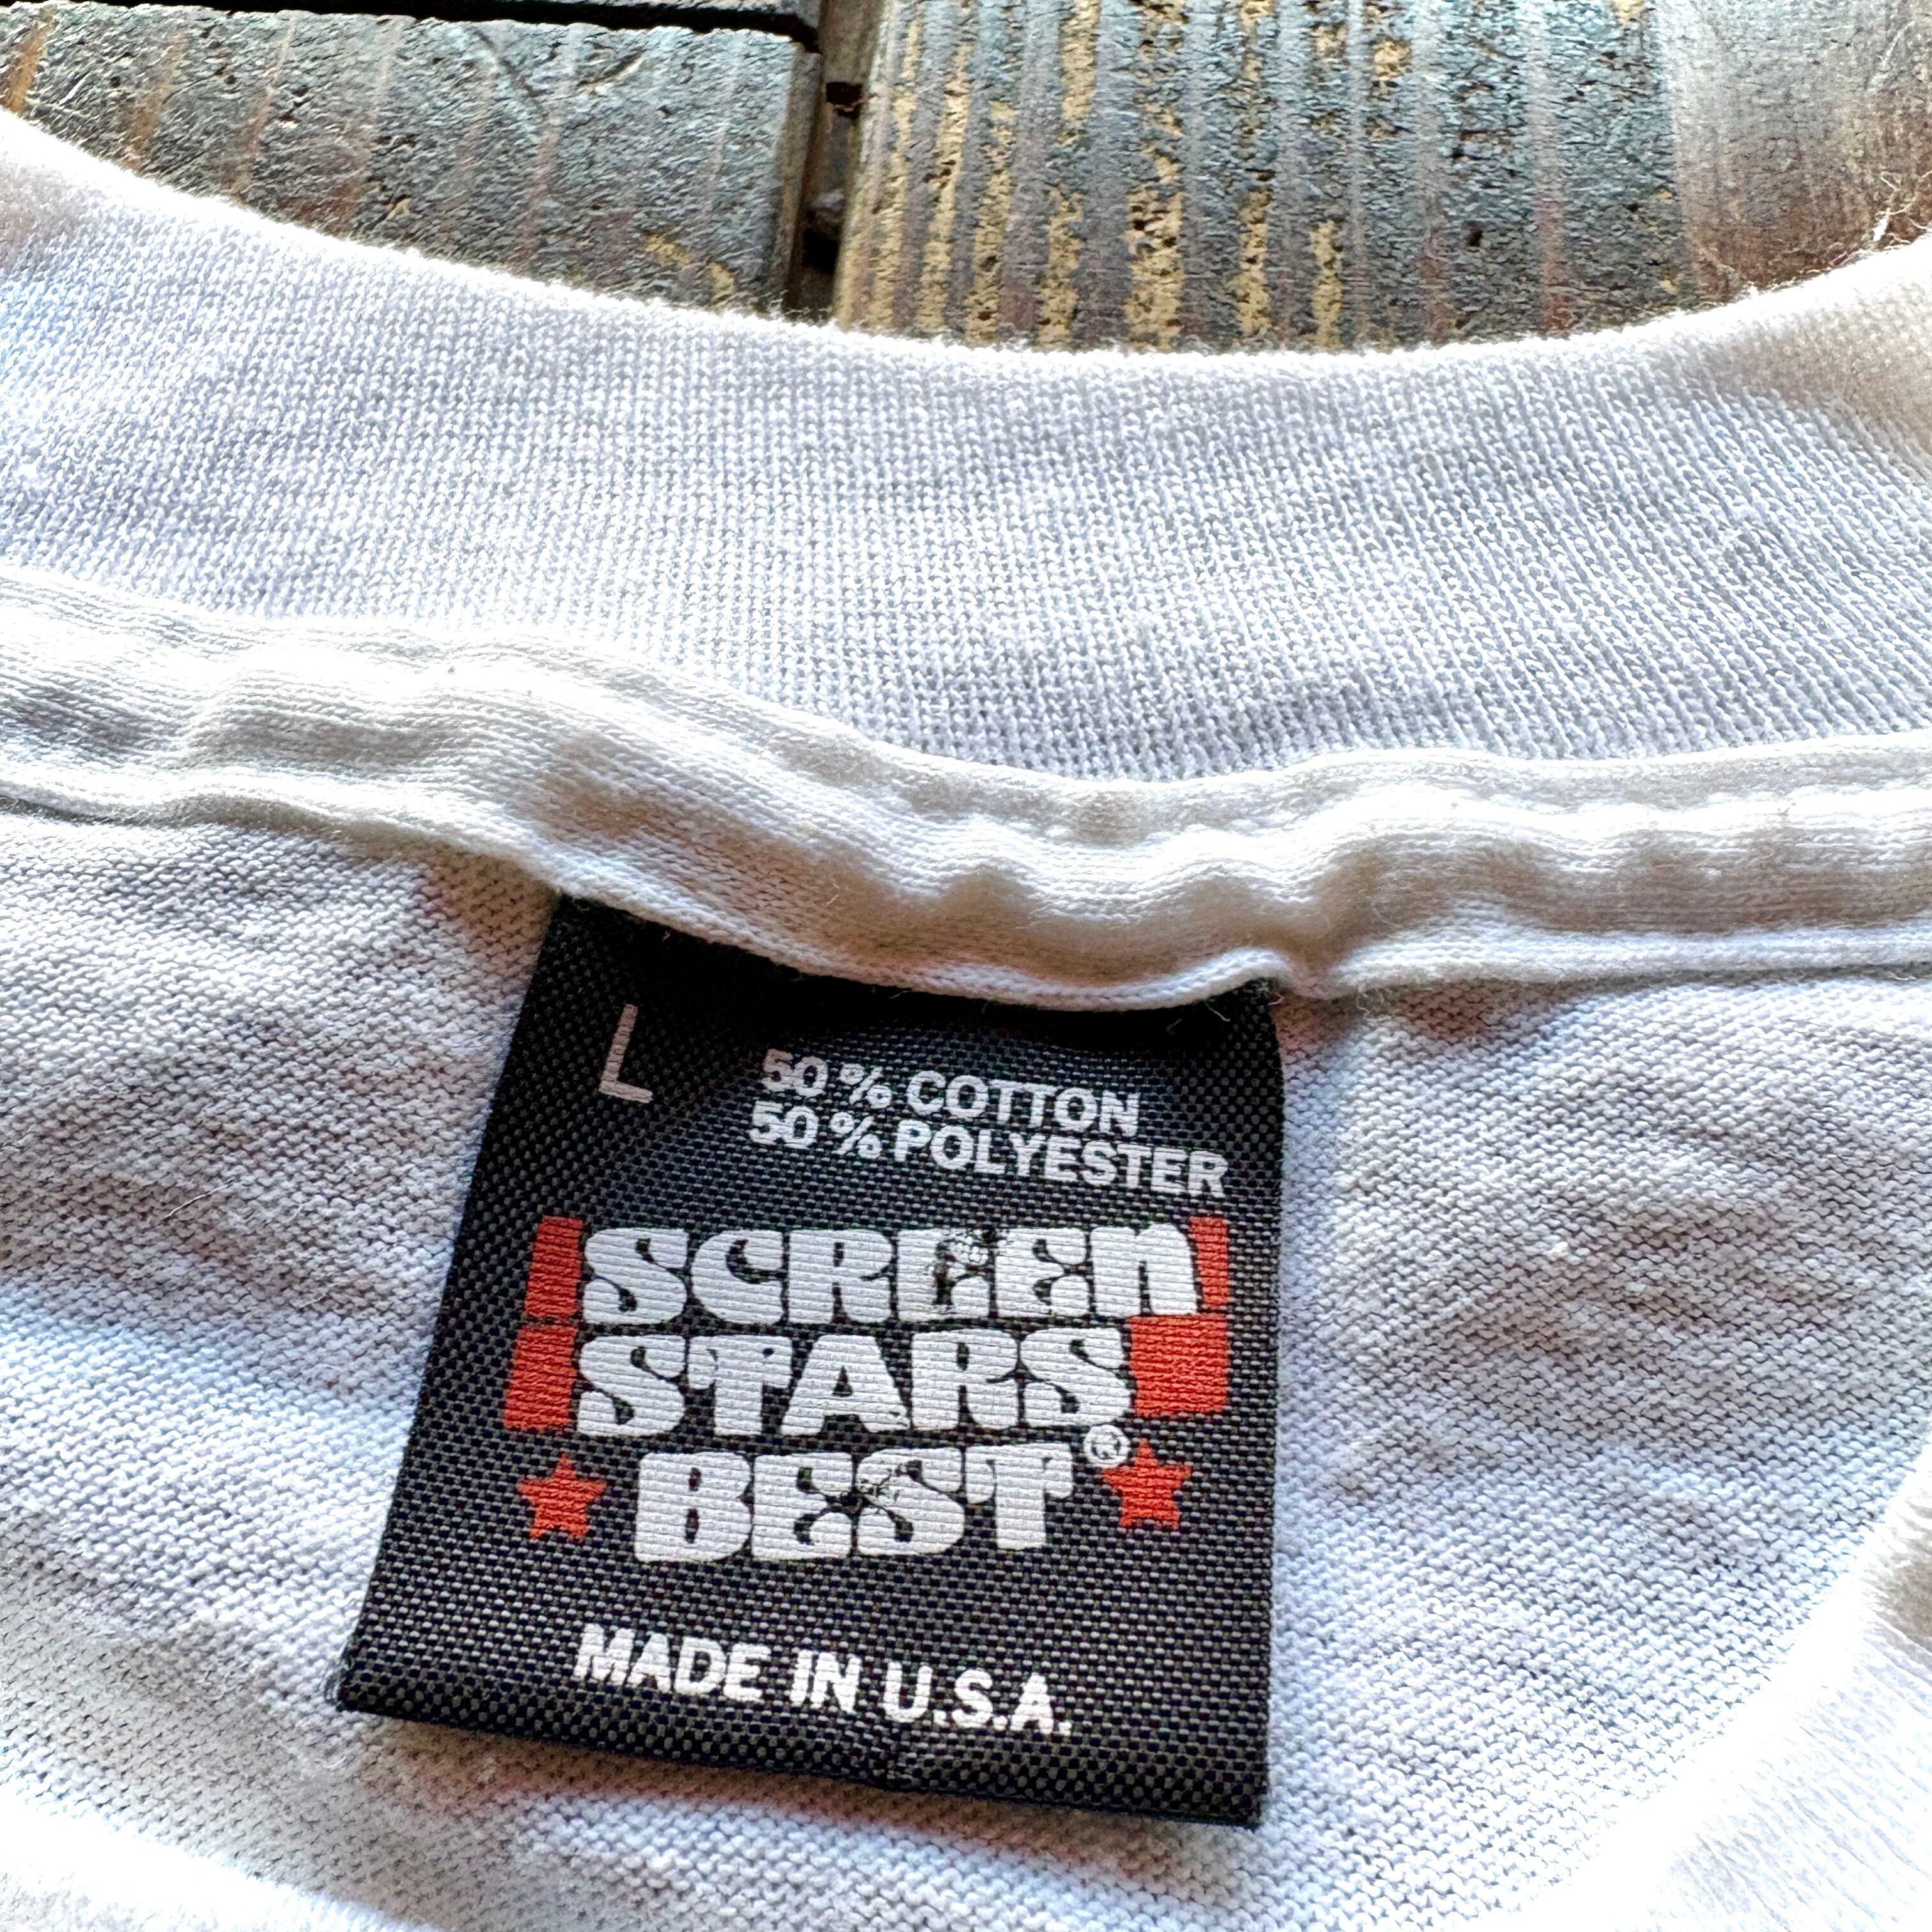 L
50% COTTON
50% POLYESTER
SCREEN
STARS
BEST®
MADE IN U.S.A.